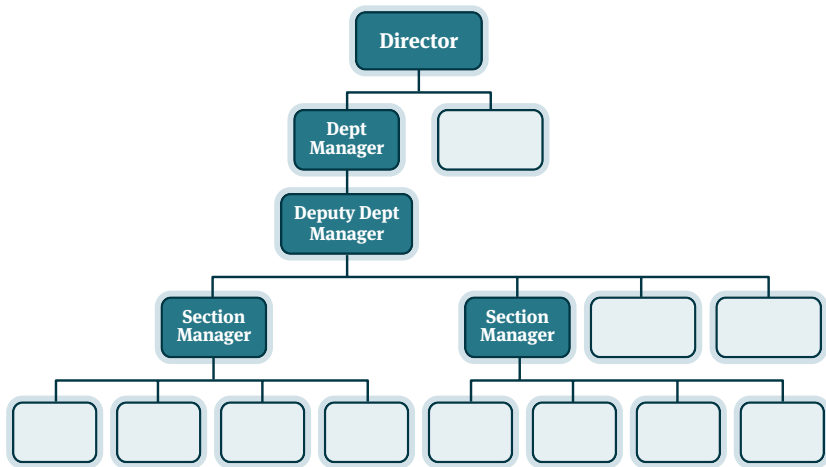 Director
Dept
Manager
Deputy Dept
Manager
Section
Manager
Section
Manager